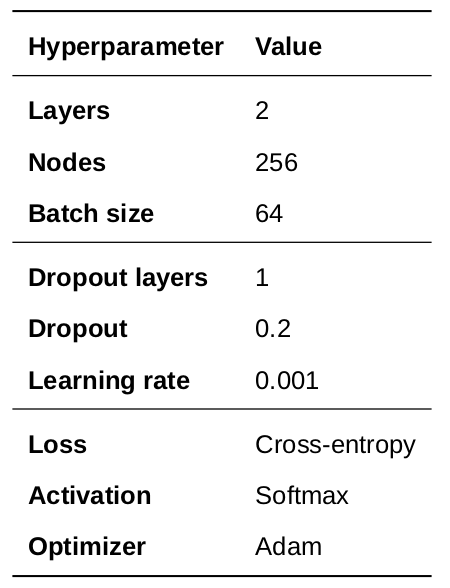 Hyperparameter Value
Layers 2
Nodes 256
Batch size 64
Dropout layers 1
Dropout 0.2
Learning rate 0.001
Loss Cross-entropy
Activation Softmax
Optimizer Adam